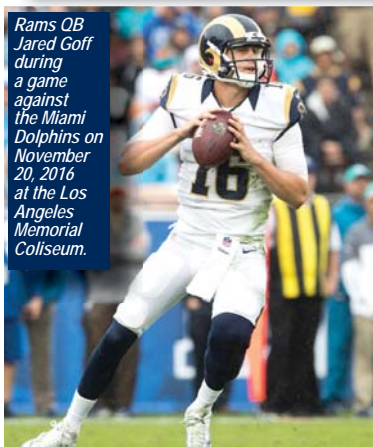 Rams QB
Jared Goff
during
a game
against
the Miami
Dolphins on
November
20, 2016
at the Los
Angeles
Memorial
Coliseum.
16